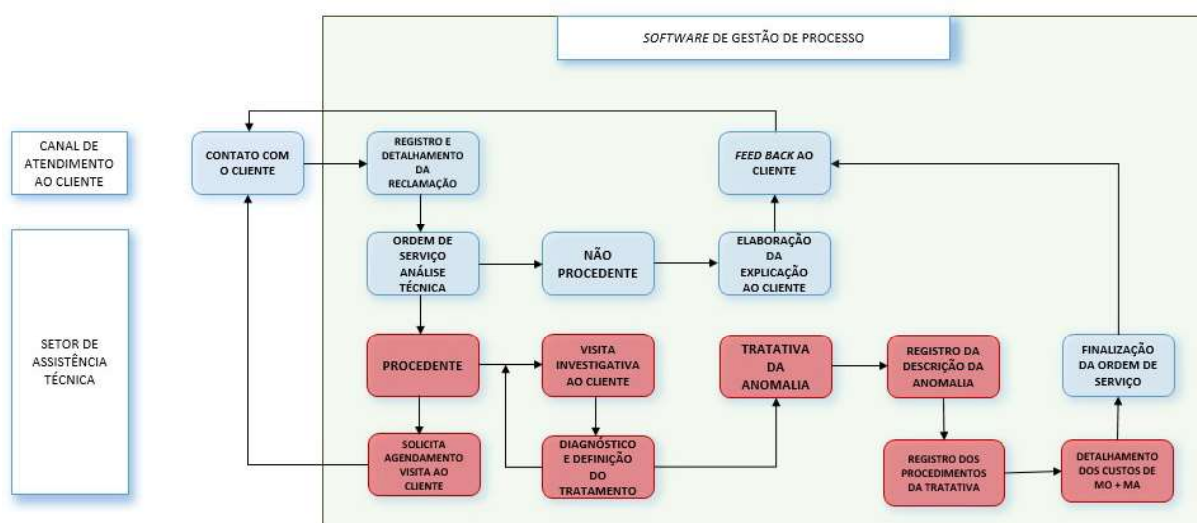 SOFTWARE DE GESTÃO DE PROCESSO
CANAL DE
ATENDIMENTO
AO CLIENTE
CONTATO COM
O CLIENTE
REGISTRO E
DETALHAMENTO
DA
RECLAMAÇÃO
FEED BACK AO
CLIENTE
SETOR DE
ASSISTÊNCIA
TÉCNICA
ORDEM DE
SERVIÇO
ANÁLISE
TÉCNICA
NÃO
PROCEDENTE
ELABORAÇÃO
DA
EXPLICAÇÃO
AO CLIENTE
PROCEDENTE
VISITA
INVESTIGATIVA
AO CLIENTE
TRATATIVA
DA
ANOMALIA
REGISTRO DA
DESCRIÇÃO DA
ANOMALIA
FINALIZAÇÃO
DA ORDEM DE
SERVIÇO
SOLICITA
AGENDAMENTO
VISITA AO
CLIENTE
DIAGNÓSTICO
E DEFINIÇÃO
DO
TRATAMENTO
REGISTRO DOS
PROCEDIMENTOS
DA TRATATIVA
DETALHAMENTO
DOS CUSTOS DE
MO + MA